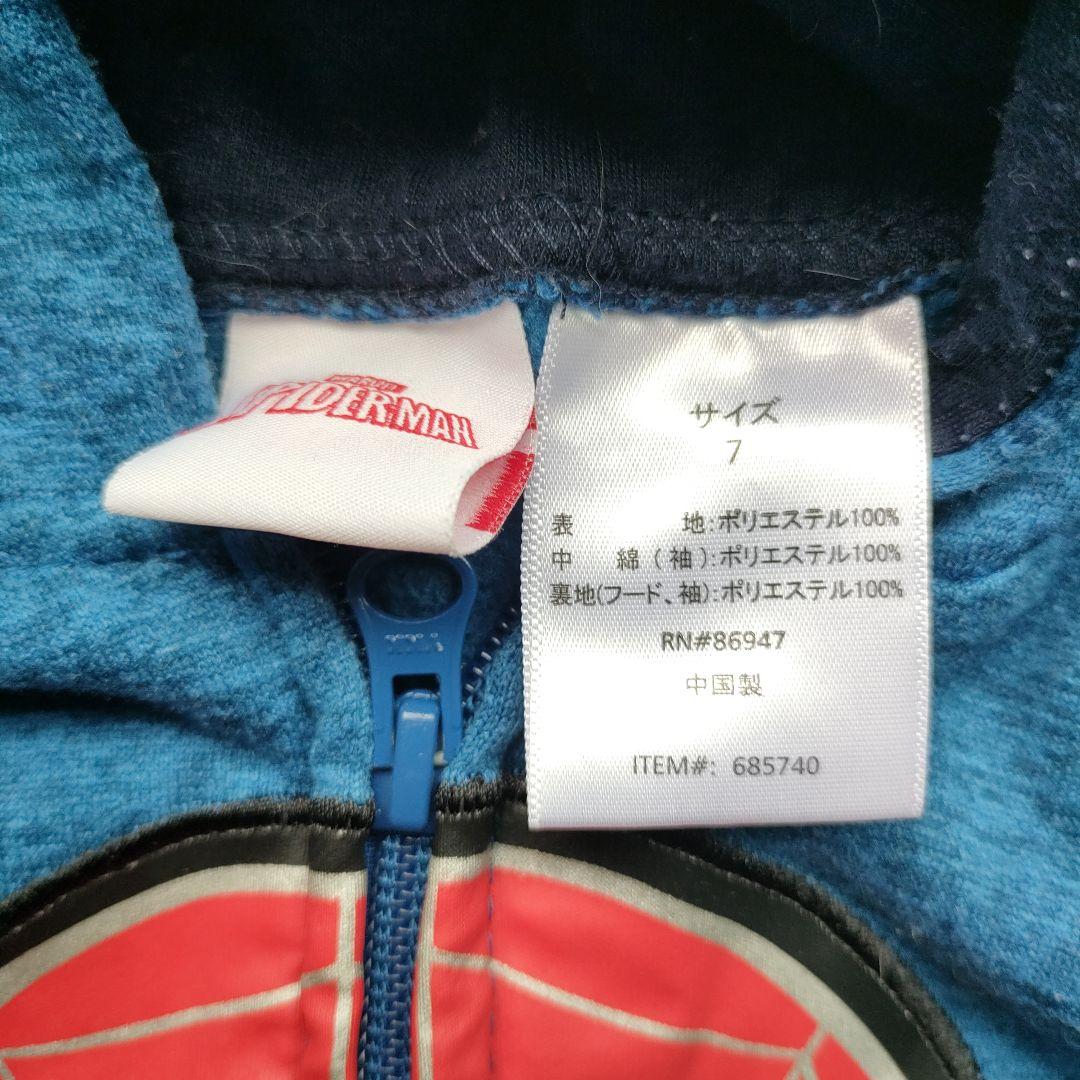 MARVEL
SPIDER-MAN
サイズ
7
表 地:ポリエステル100%
中 綿(袖):ポリエステル100%
裏地(フード、袖):ポリエステル100%
RN#86947
中国製
ITEM#: 685740